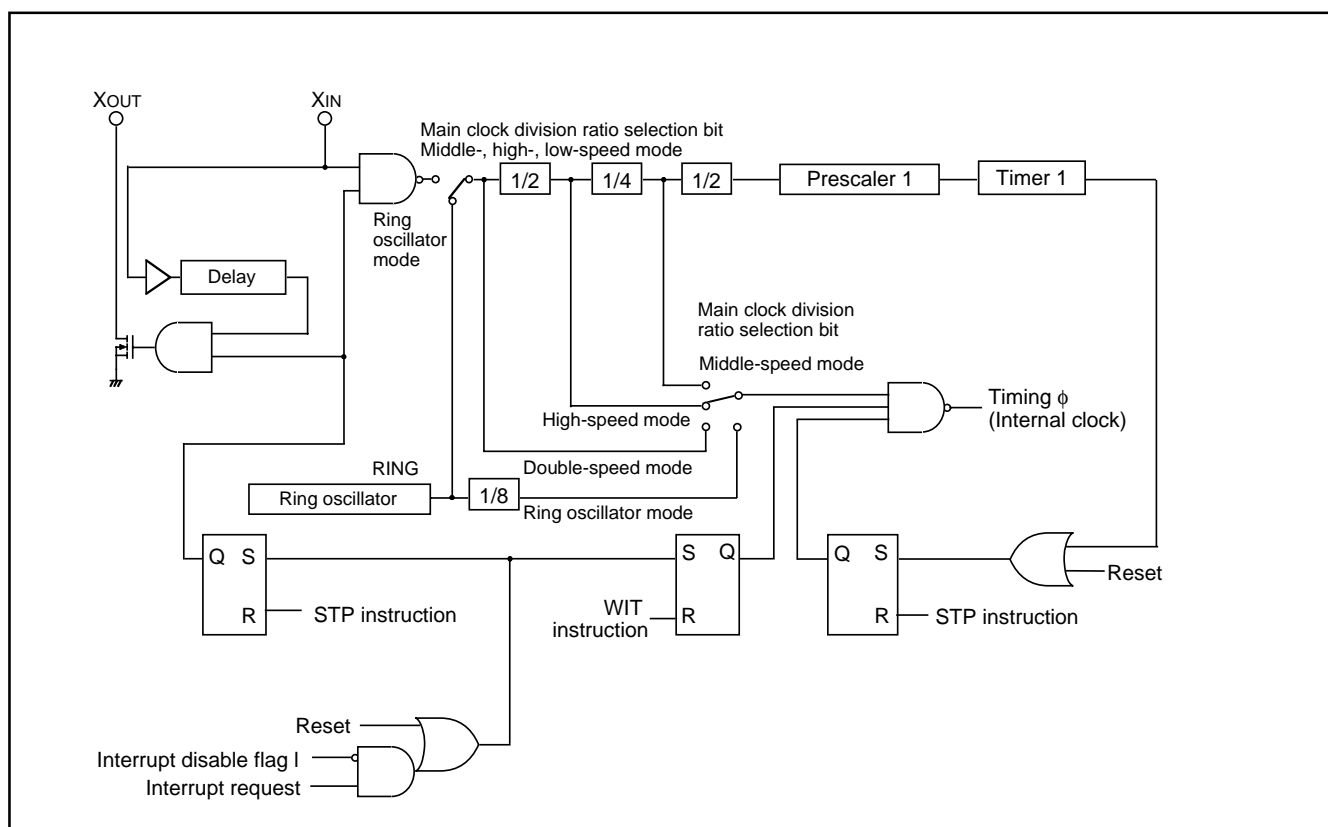 XOUT
XIN
Main clock division ratio selection bit
Middle-, high-, low-speed mode
1/2
1/4
1/2
Prescaler 1
Timer 1
Ring
oscillator
mode
Delay
Main clock division
ratio selection bit
Middle-speed mode
High-speed mode
Timing ϕ
(Internal clock)
Double-speed mode
RING
Ring oscillator
1/8
Ring oscillator mode
Q S
R
STP instruction
S Q
R
WIT
instruction
Q S
R
STP instruction
Reset
Reset
Interrupt disable flag I
Interrupt request